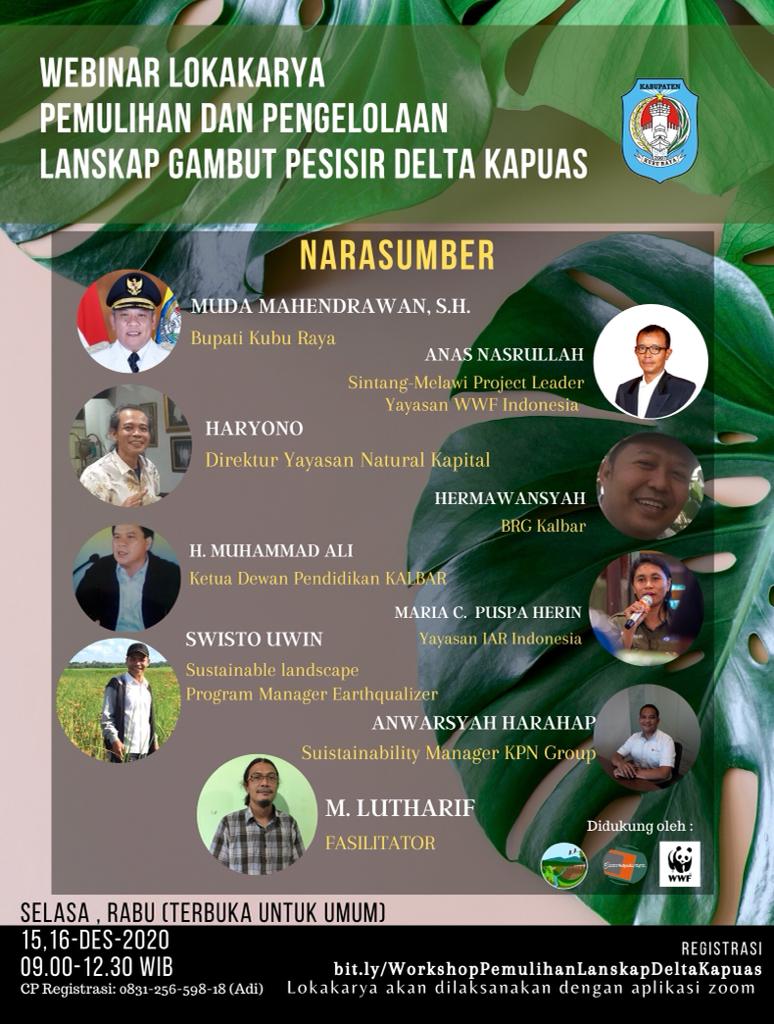 WEBINAR LOKAKARYA
PEMULIHAN DAN PENGELOLAAN
LANSKAP GAMBUT PESISIR DELTA KAPUAS
KABUPATEN
KUBU RAYA
NARASUMBER
MUDA MAHENDRAWAN, S.H.
Bupati Kubu Raya
ANAS NASRULLAH
Sintang-Melawi Project Leader
Yayasan WWF Indonesia
HARYONO
Direktur Yayasan Natural Kapital
HERMAWANSYAH
BRG Kalbar
H. MUHAMMAD ALI
Ketua Dewan Pendidikan KALBAR
MARIA C. PUSPA HERIN
Yayasan IAR Indonesia
SWISTO UWIN
Sustainable landscape
Program Manager Earthqualizer
ANWARSYAH HARAHAP
Suistainability Manager KPN Group
M. LUTHARIF
FASILITATOR
Didukung oleh :
WWF
SELASA , RABU (TERBUKA UNTUK UMUM)
15,16-DES-2020
09.00-12.30 WIB
CP Registrasi: 0831-256-598-18 (Adi)
REGISTRASI
bit.ly/WorkshopPemulihanLanskapDeltaKapuas
Lokakarya akan dilaksanakan dengan aplikasi zoom